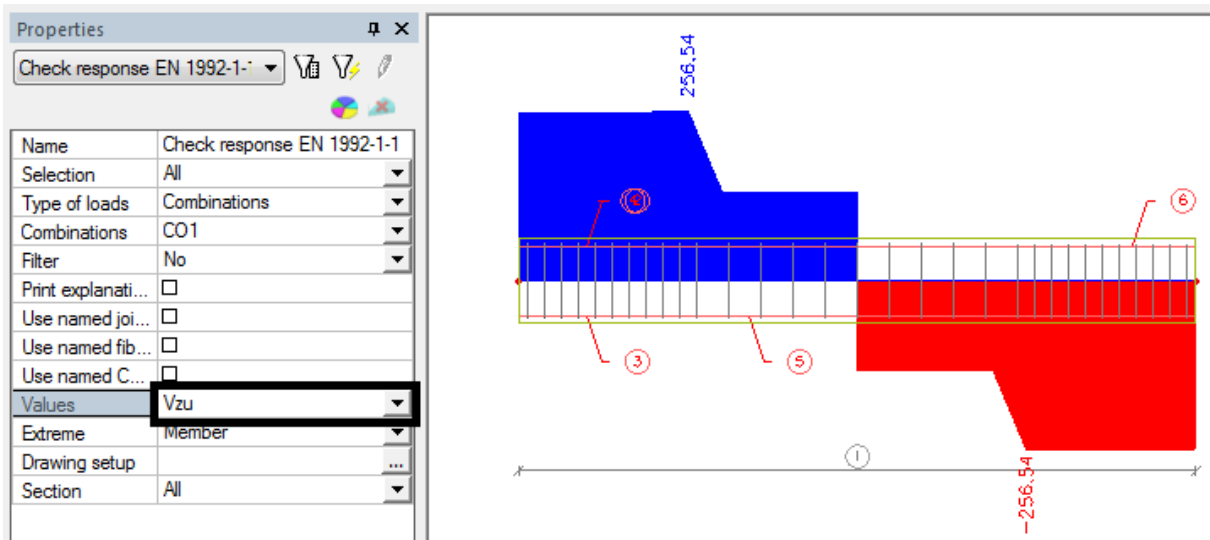 Properties
Check response EN 1992-1-1
Name Check response EN 1992-1-1
Selection All
Type of loads Combinations
Combinations CO1
Filter No
Print explanati...
Use named joi...
Use named fib...
Use named C...
Values Vzu
Extreme Member
Drawing setup ...
Section All
256.54
6
3
5
1
-256.54